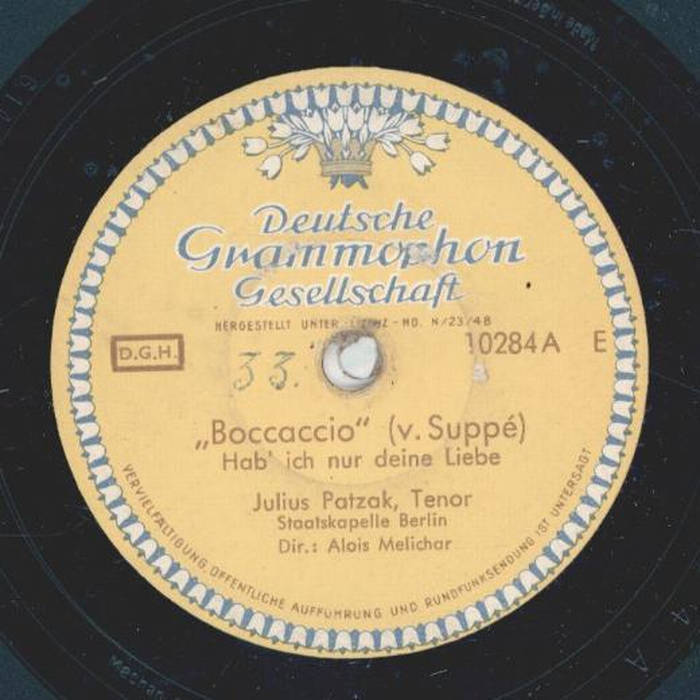 Deutsche
Grammophon
Gesellschaft
HERGESTELLT UNTER LIZENZ-NO. N/23/48
D.G.H. 33. 10284A E
„Boccaccio“ (v. Suppé)
Hab' ich nur deine Liebe
Julius Patzak, Tenor
Staatskapelle Berlin
Dir.: Alois Melichar
VERVIELFÄLTIGUNG, ÖFFENTLICHE AUFFÜHRUNG UND RUNDFUNKSENDUNG IST UNTERSAGT